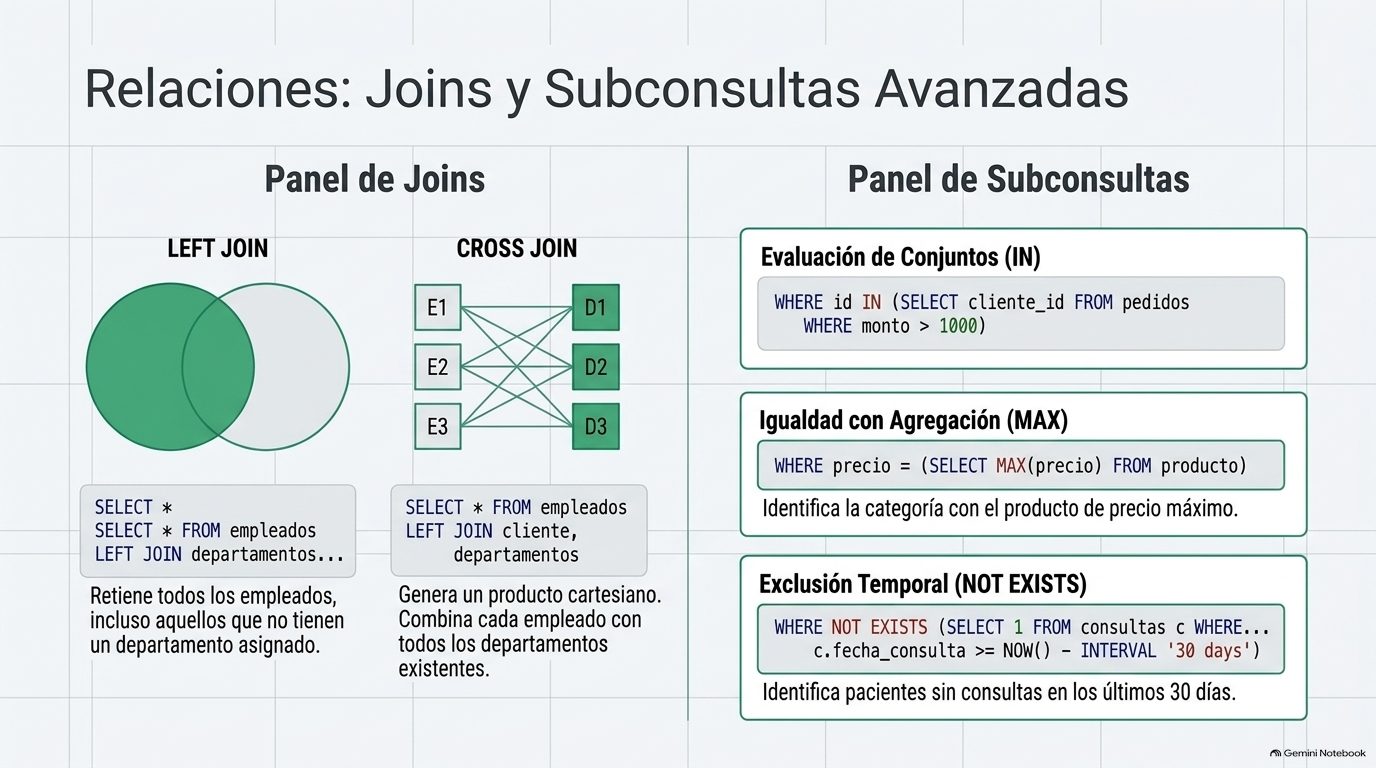 Relaciones: Joins y Subconsultas Avanzadas
Panel de Joins
LEFT JOIN
SELECT *
SELECT * FROM empleados
LEFT JOIN departamentos...
Retiene todos los empleados,
incluso aquellos que no tienen
un departamento asignado.
CROSS JOIN
E1
D1
E2
D2
E3
D3
SELECT * FROM empleados
LEFT JOIN cliente,
departamentos
Genera un producto cartesiano.
Combina cada empleado con
todos los departamentos
existentes.
Panel de Subconsultas
Evaluación de Conjuntos (IN)
WHERE id IN (SELECT cliente_id FROM pedidos
WHERE monto > 1000)
Igualdad con Agregación (MAX)
WHERE precio = (SELECT MAX(precio) FROM producto)
Identifica la categoría con el producto de precio máximo.
Exclusión Temporal (NOT EXISTS)
WHERE NOT EXISTS (SELECT 1 FROM consultas c WHERE...
c.fecha_consulta >= NOW() – INTERVAL '30 days')
Identifica pacientes sin consultas en los últimos 30 días.
Gemini Notebook